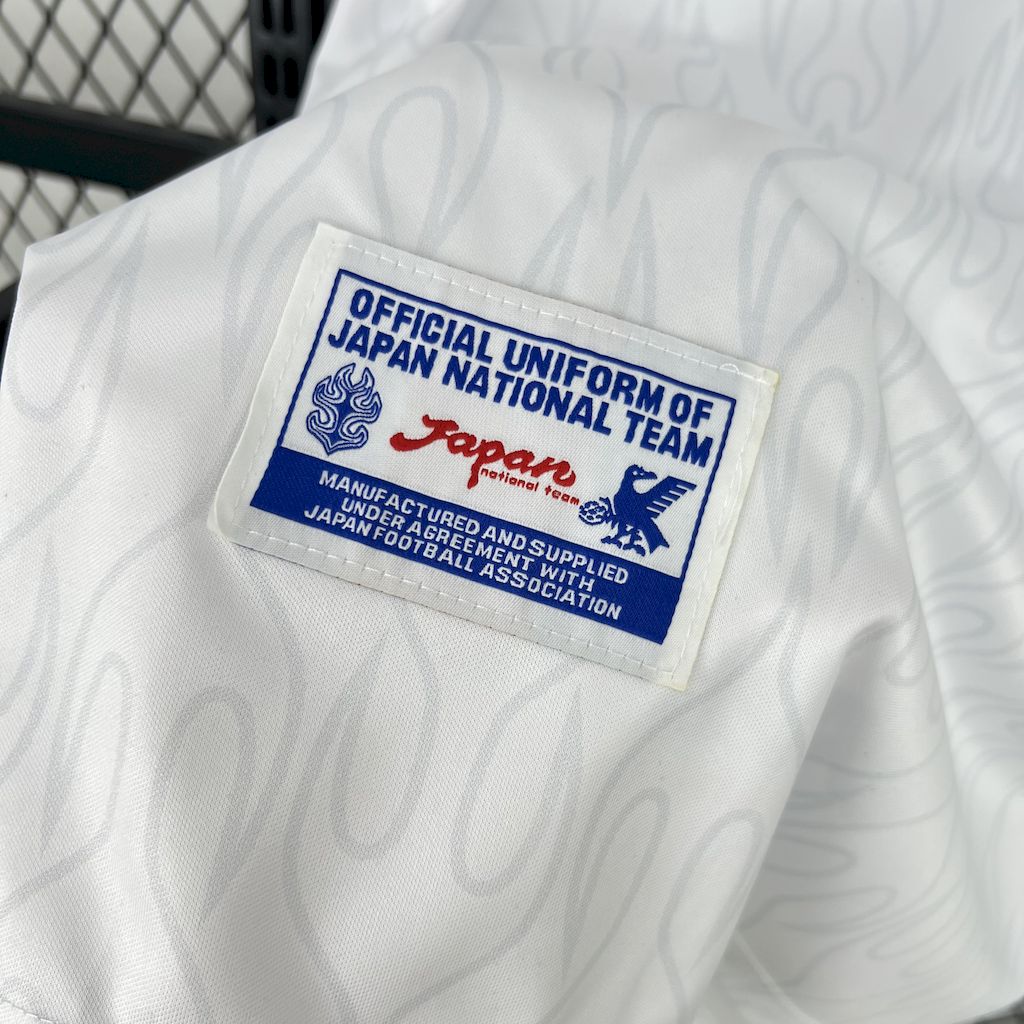 OFFICIAL UNIFORM OF
JAPAN NATIONAL TEAM
Japan
national team
MANUFACTURED AND SUPPLIED
UNDER AGREEMENT WITH
JAPAN FOOTBALL ASSOCIATION